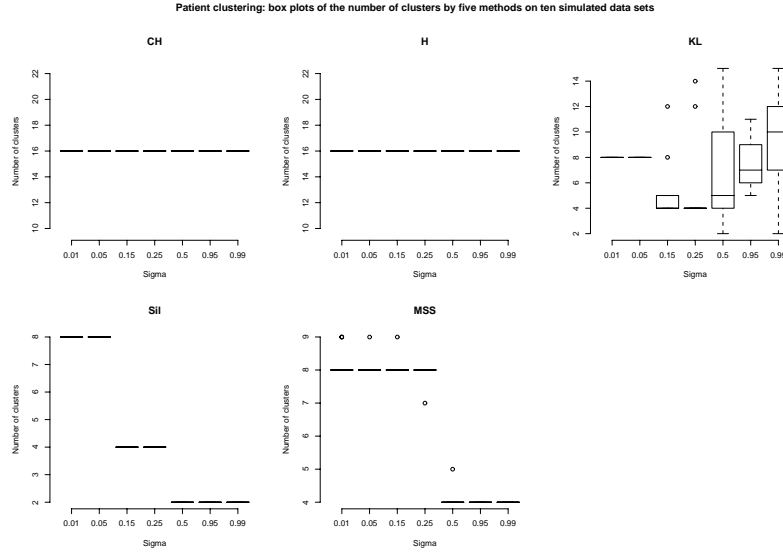 Patient clustering: box plots of the number of clusters by five methods on ten simulated data sets
CH
Number of clusters
10 12 14 16 18 20 22
0.01 0.05 0.15 0.25 0.5 0.95 0.99
Sigma
H
Number of clusters
10 12 14 16 18 20 22
0.01 0.05 0.15 0.25 0.5 0.95 0.99
Sigma
KL
Number of clusters
2 4 6 8 10 12 14
0.01 0.05 0.15 0.25 0.5 0.95 0.99
Sigma
Sil
Number of clusters
2 3 4 5 6 7 8
0.01 0.05 0.15 0.25 0.5 0.95 0.99
Sigma
MSS
Number of clusters
4 5 6 7 8 9
0.01 0.05 0.15 0.25 0.5 0.95 0.99
Sigma